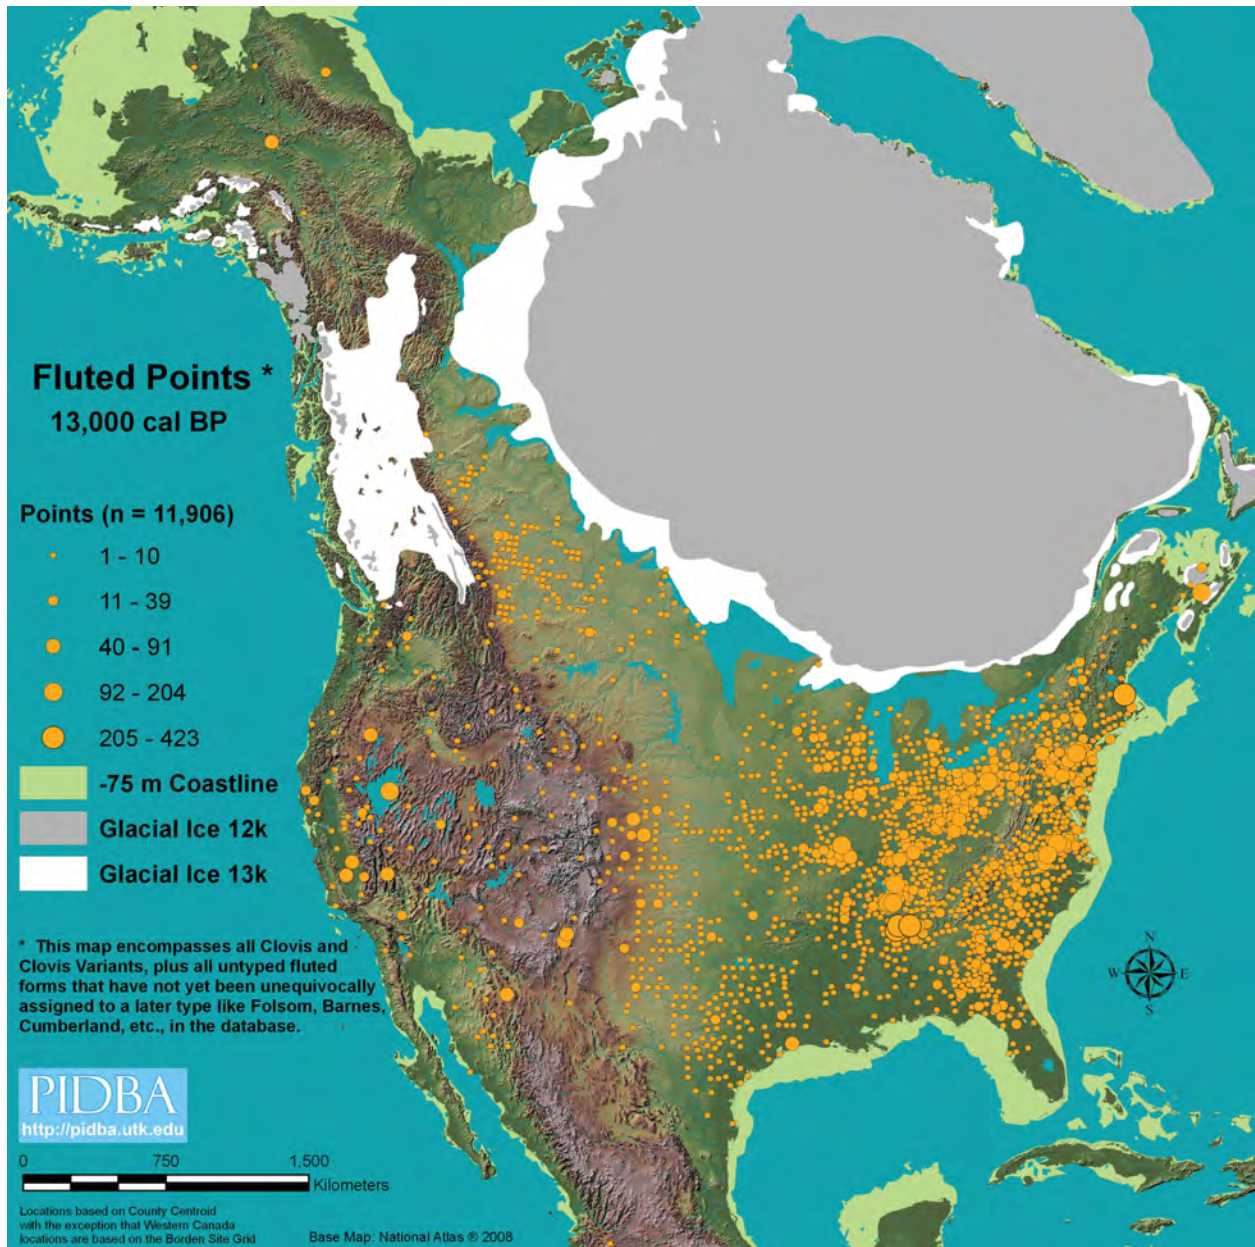 Fluted Points *
13,000 cal BP
Points (n = 11,906)
1 - 10
11 - 39
40 - 91
92 - 204
205 - 423
-75 m Coastline
Glacial Ice 12k
Glacial Ice 13k
* This map encompasses all Clovis and
Clovis Variants, plus all untyped fluted
forms that have not yet been unequivocally
assigned to a later type like Folsom, Barnes,
Cumberland, etc., in the database.
N
W E
S
PIDBA
http://pidba.utk.edu
0 750 1,500
Kilometers
Locations based on County Centroid
with the exception that Western Canada
locations are based on the Borden Site Grid
Base Map: National Atlas ® 2008